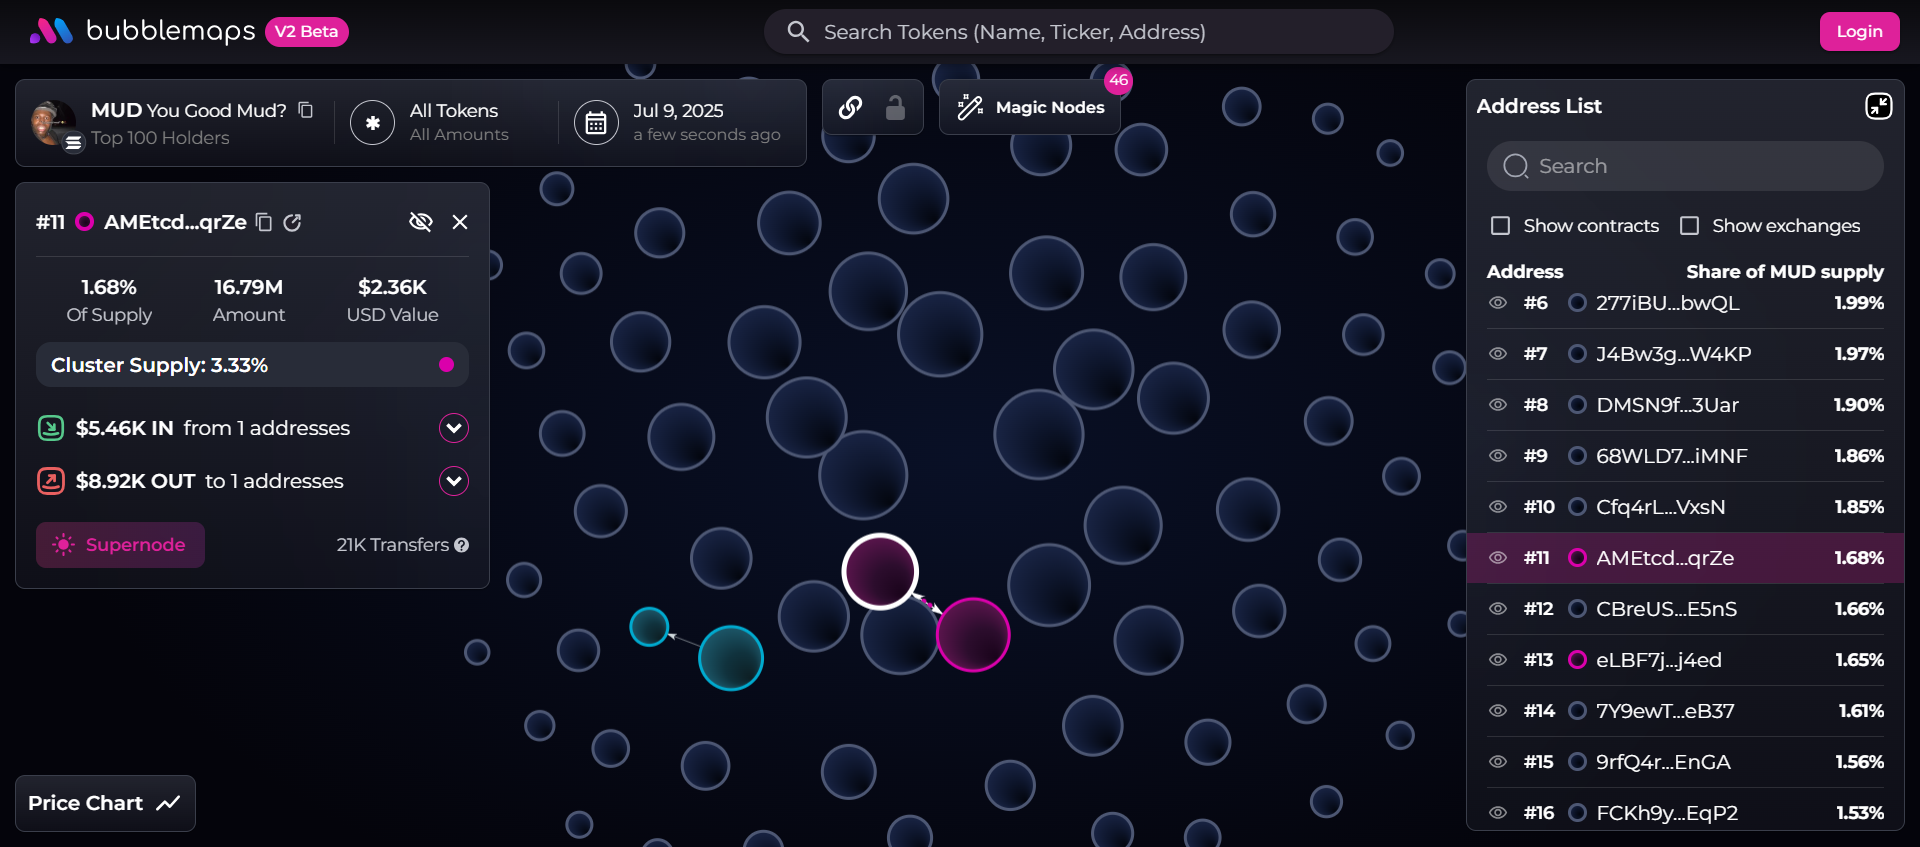 bubblemaps V2 Beta
Search Tokens (Name, Ticker, Address)
Login
MUD You Good Mud?
Top 100 Holders
All Tokens
All Amounts
Jul 9, 2025
a few seconds ago
Magic Nodes
46
#11 AMEtcd...qrZe
1.68% 16.79M $2.36K
Of Supply Amount USD Value
Cluster Supply: 3.33%
$5.46K IN from 1 addresses
$8.92K OUT to 1 addresses
Supernode 21K Transfers
Price Chart
Address List
Search
Show contracts Show exchanges
Address Share of MUD supply
#6 277iBU...bwQL 1.99%
#7 J4Bw3g...W4KP 1.97%
#8 DMSN9f...3Uar 1.90%
#9 68WLD7...iMNF 1.86%
#10 Cfq4rL...VxsN 1.85%
#11 AMEtcd...qrZe 1.68%
#12 CBreUS...E5nS 1.66%
#13 eLBF7j...j4ed 1.65%
#14 7Y9ewT...eB37 1.61%
#15 9rfQ4r...EnGA 1.56%
#16 FCKh9y...EqP2 1.53%